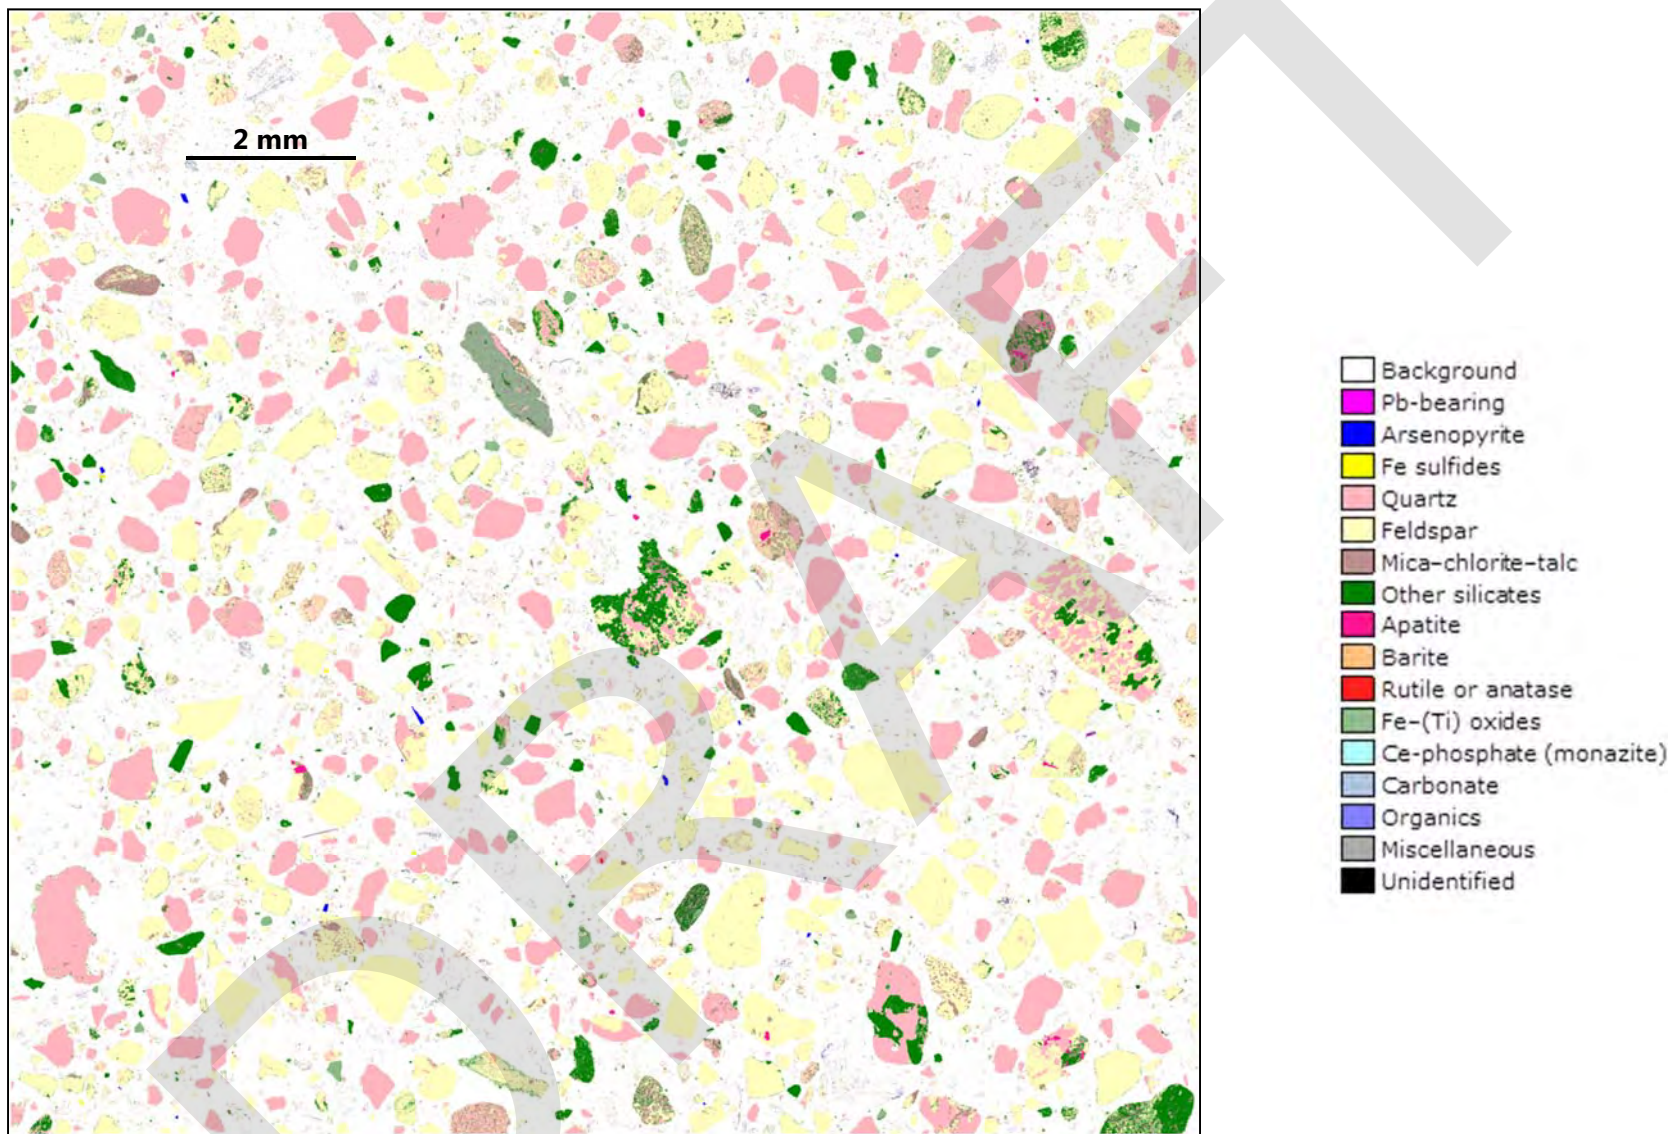 2 mm
Background
Pb-bearing
Arsenopyrite
Fe sulfides
Quartz
Feldspar
Mica-chlorite-talc
Other silicates
Apatite
Barite
Rutile or anatase
Fe-(Ti) oxides
Ce-phosphate (monazite)
Carbonate
Organics
Miscellaneous
Unidentified
DRAFT